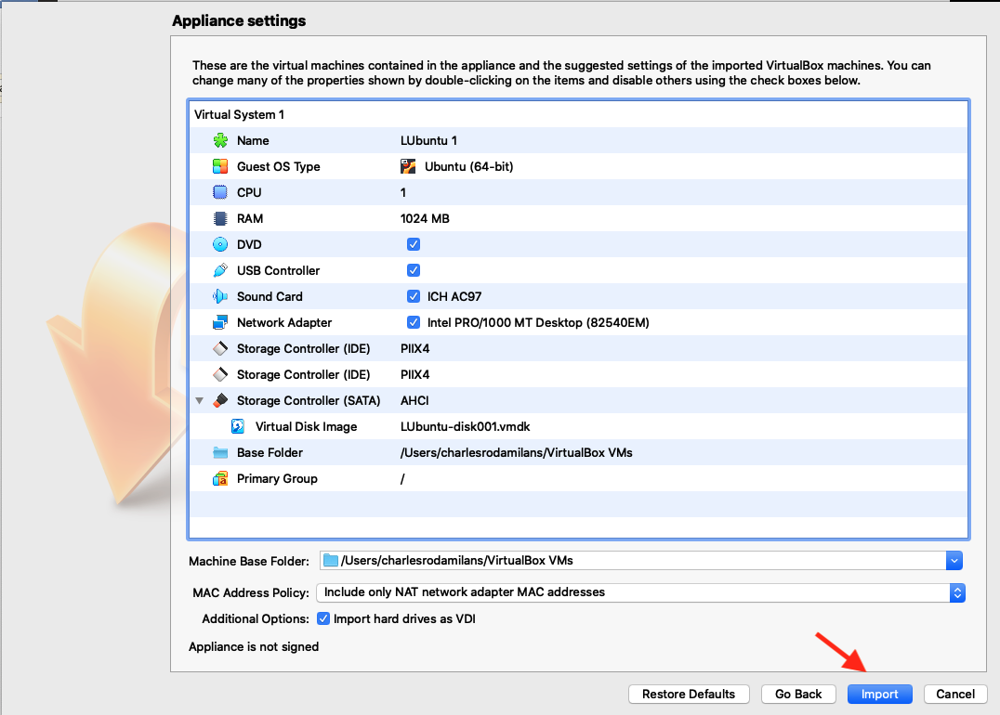 Appliance settings
These are the virtual machines contained in the appliance and the suggested settings of the imported VirtualBox machines. You can
change many of the properties shown by double-clicking on the items and disable others using the check boxes below.
Virtual System 1
Name LUbuntu 1
Guest OS Type Ubuntu (64-bit)
CPU 1
RAM 1024 MB
DVD
USB Controller
Sound Card ICH AC97
Network Adapter Intel PRO/1000 MT Desktop (82540EM)
Storage Controller (IDE) PIIX4
Storage Controller (IDE) PIIX4
Storage Controller (SATA) AHCI
Virtual Disk Image LUbuntu-disk001.vmdk
Base Folder /Users/charlesrodamilans/VirtualBox VMs
Primary Group /
Machine Base Folder: /Users/charlesrodamilans/VirtualBox VMs
MAC Address Policy: Include only NAT network adapter MAC addresses
Additional Options: Import hard drives as VDI
Appliance is not signed
Restore Defaults Go Back Import Cancel